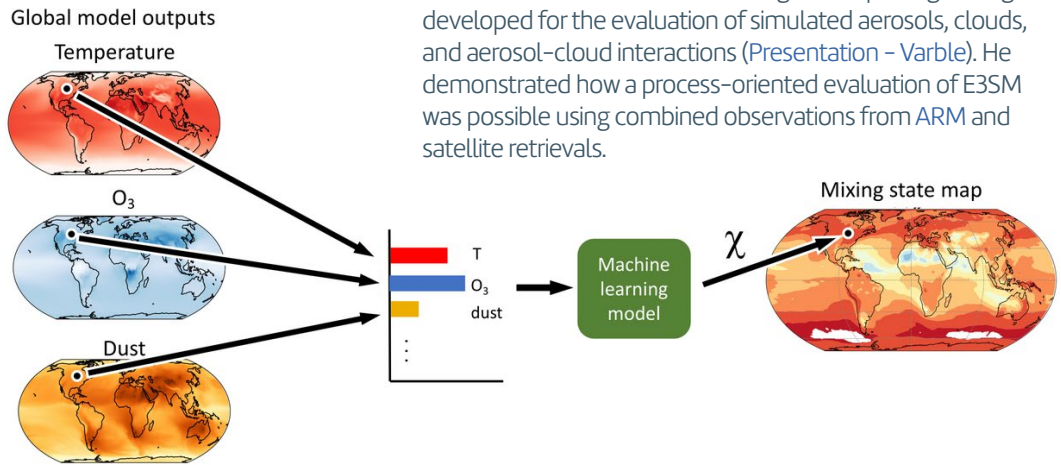 Global model outputs
Temperature
O₃
Dust
T
O₃
dust
⋮
Machine
learning
model
χ
Mixing state map
developed for the evaluation of simulated aerosols, clouds,
and aerosol-cloud interactions (Presentation - Varble). He
demonstrated how a process-oriented evaluation of E3SM
was possible using combined observations from ARM and
satellite retrievals.